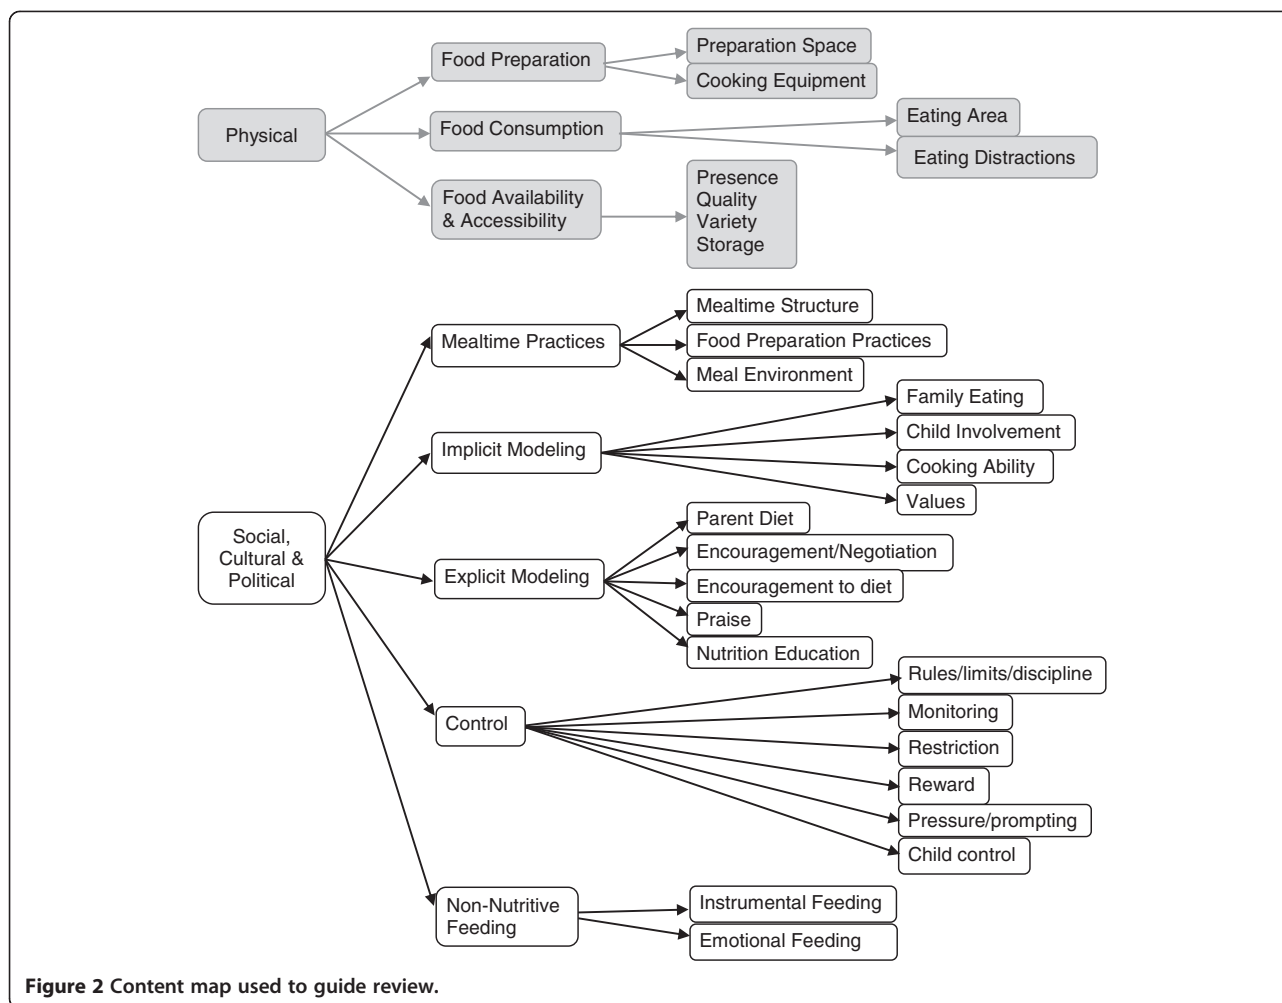 Physical
Food Preparation
Preparation Space
Cooking Equipment
Food Consumption
Eating Area
Eating Distractions
Food Availability
& Accessibility
Presence
Quality
Variety
Storage
Social,
Cultural &
Political
Mealtime Practices
Mealtime Structure
Food Preparation Practices
Meal Environment
Implicit Modeling
Family Eating
Child Involvement
Cooking Ability
Values
Explicit Modeling
Parent Diet
Encouragement/Negotiation
Encouragement to diet
Praise
Nutrition Education
Control
Rules/limits/discipline
Monitoring
Restriction
Reward
Pressure/prompting
Child control
Non-Nutritive
Feeding
Instrumental Feeding
Emotional Feeding
Figure 2 Content map used to guide review.